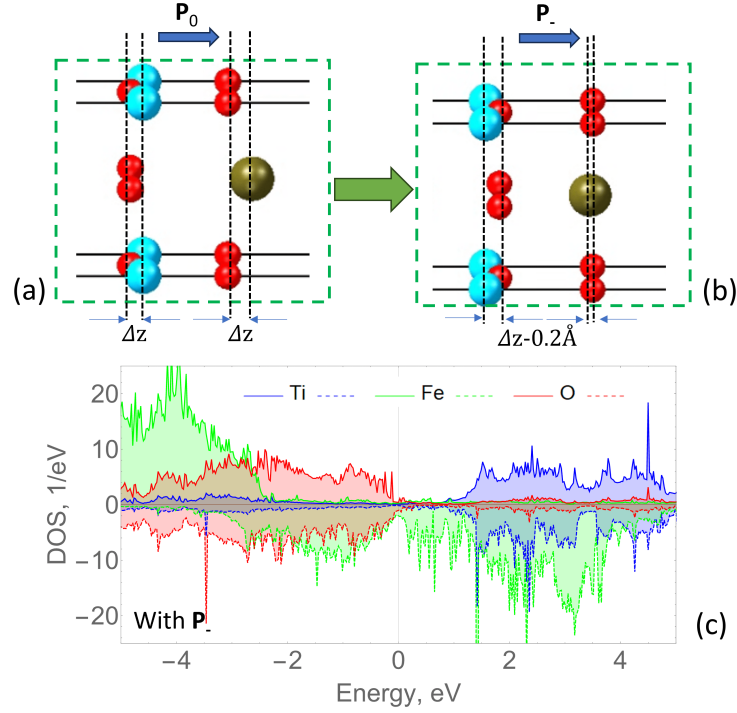 P0 P-
(a) (b)
Δz Δz Δz-0.2Å
Ti Fe O
20
10
0
−10
−20
DOS, 1/eV
With P-
(c)
−4 −2 0 2 4
Energy, eV